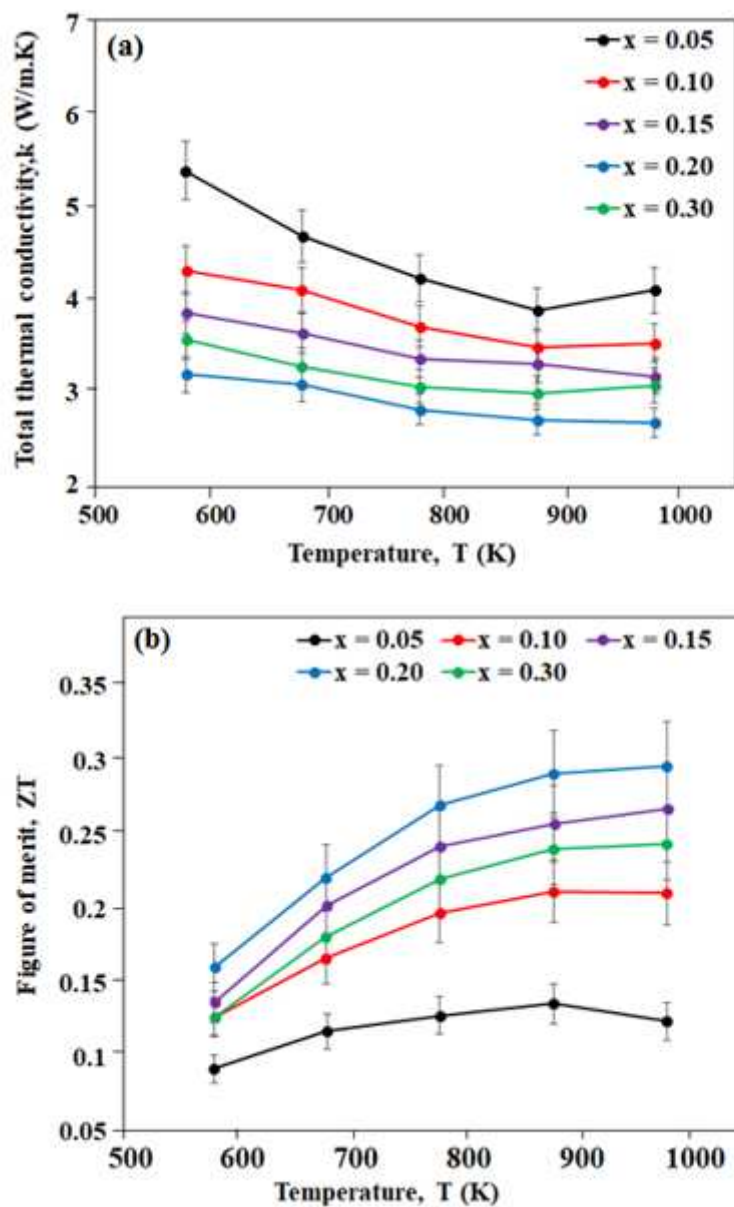 (a)
x = 0.05
x = 0.10
x = 0.15
x = 0.20
x = 0.30
Total thermal conductivity,k (W/m.K)
7
6
5
4
3
2
500 600 700 800 900 1000
Temperature, T (K)
(b)
x = 0.05 x = 0.10 x = 0.15
x = 0.20 x = 0.30
Figure of merit, ZT
0.35
0.3
0.25
0.2
0.15
0.1
0.05
500 600 700 800 900 1000
Temperature, T (K)